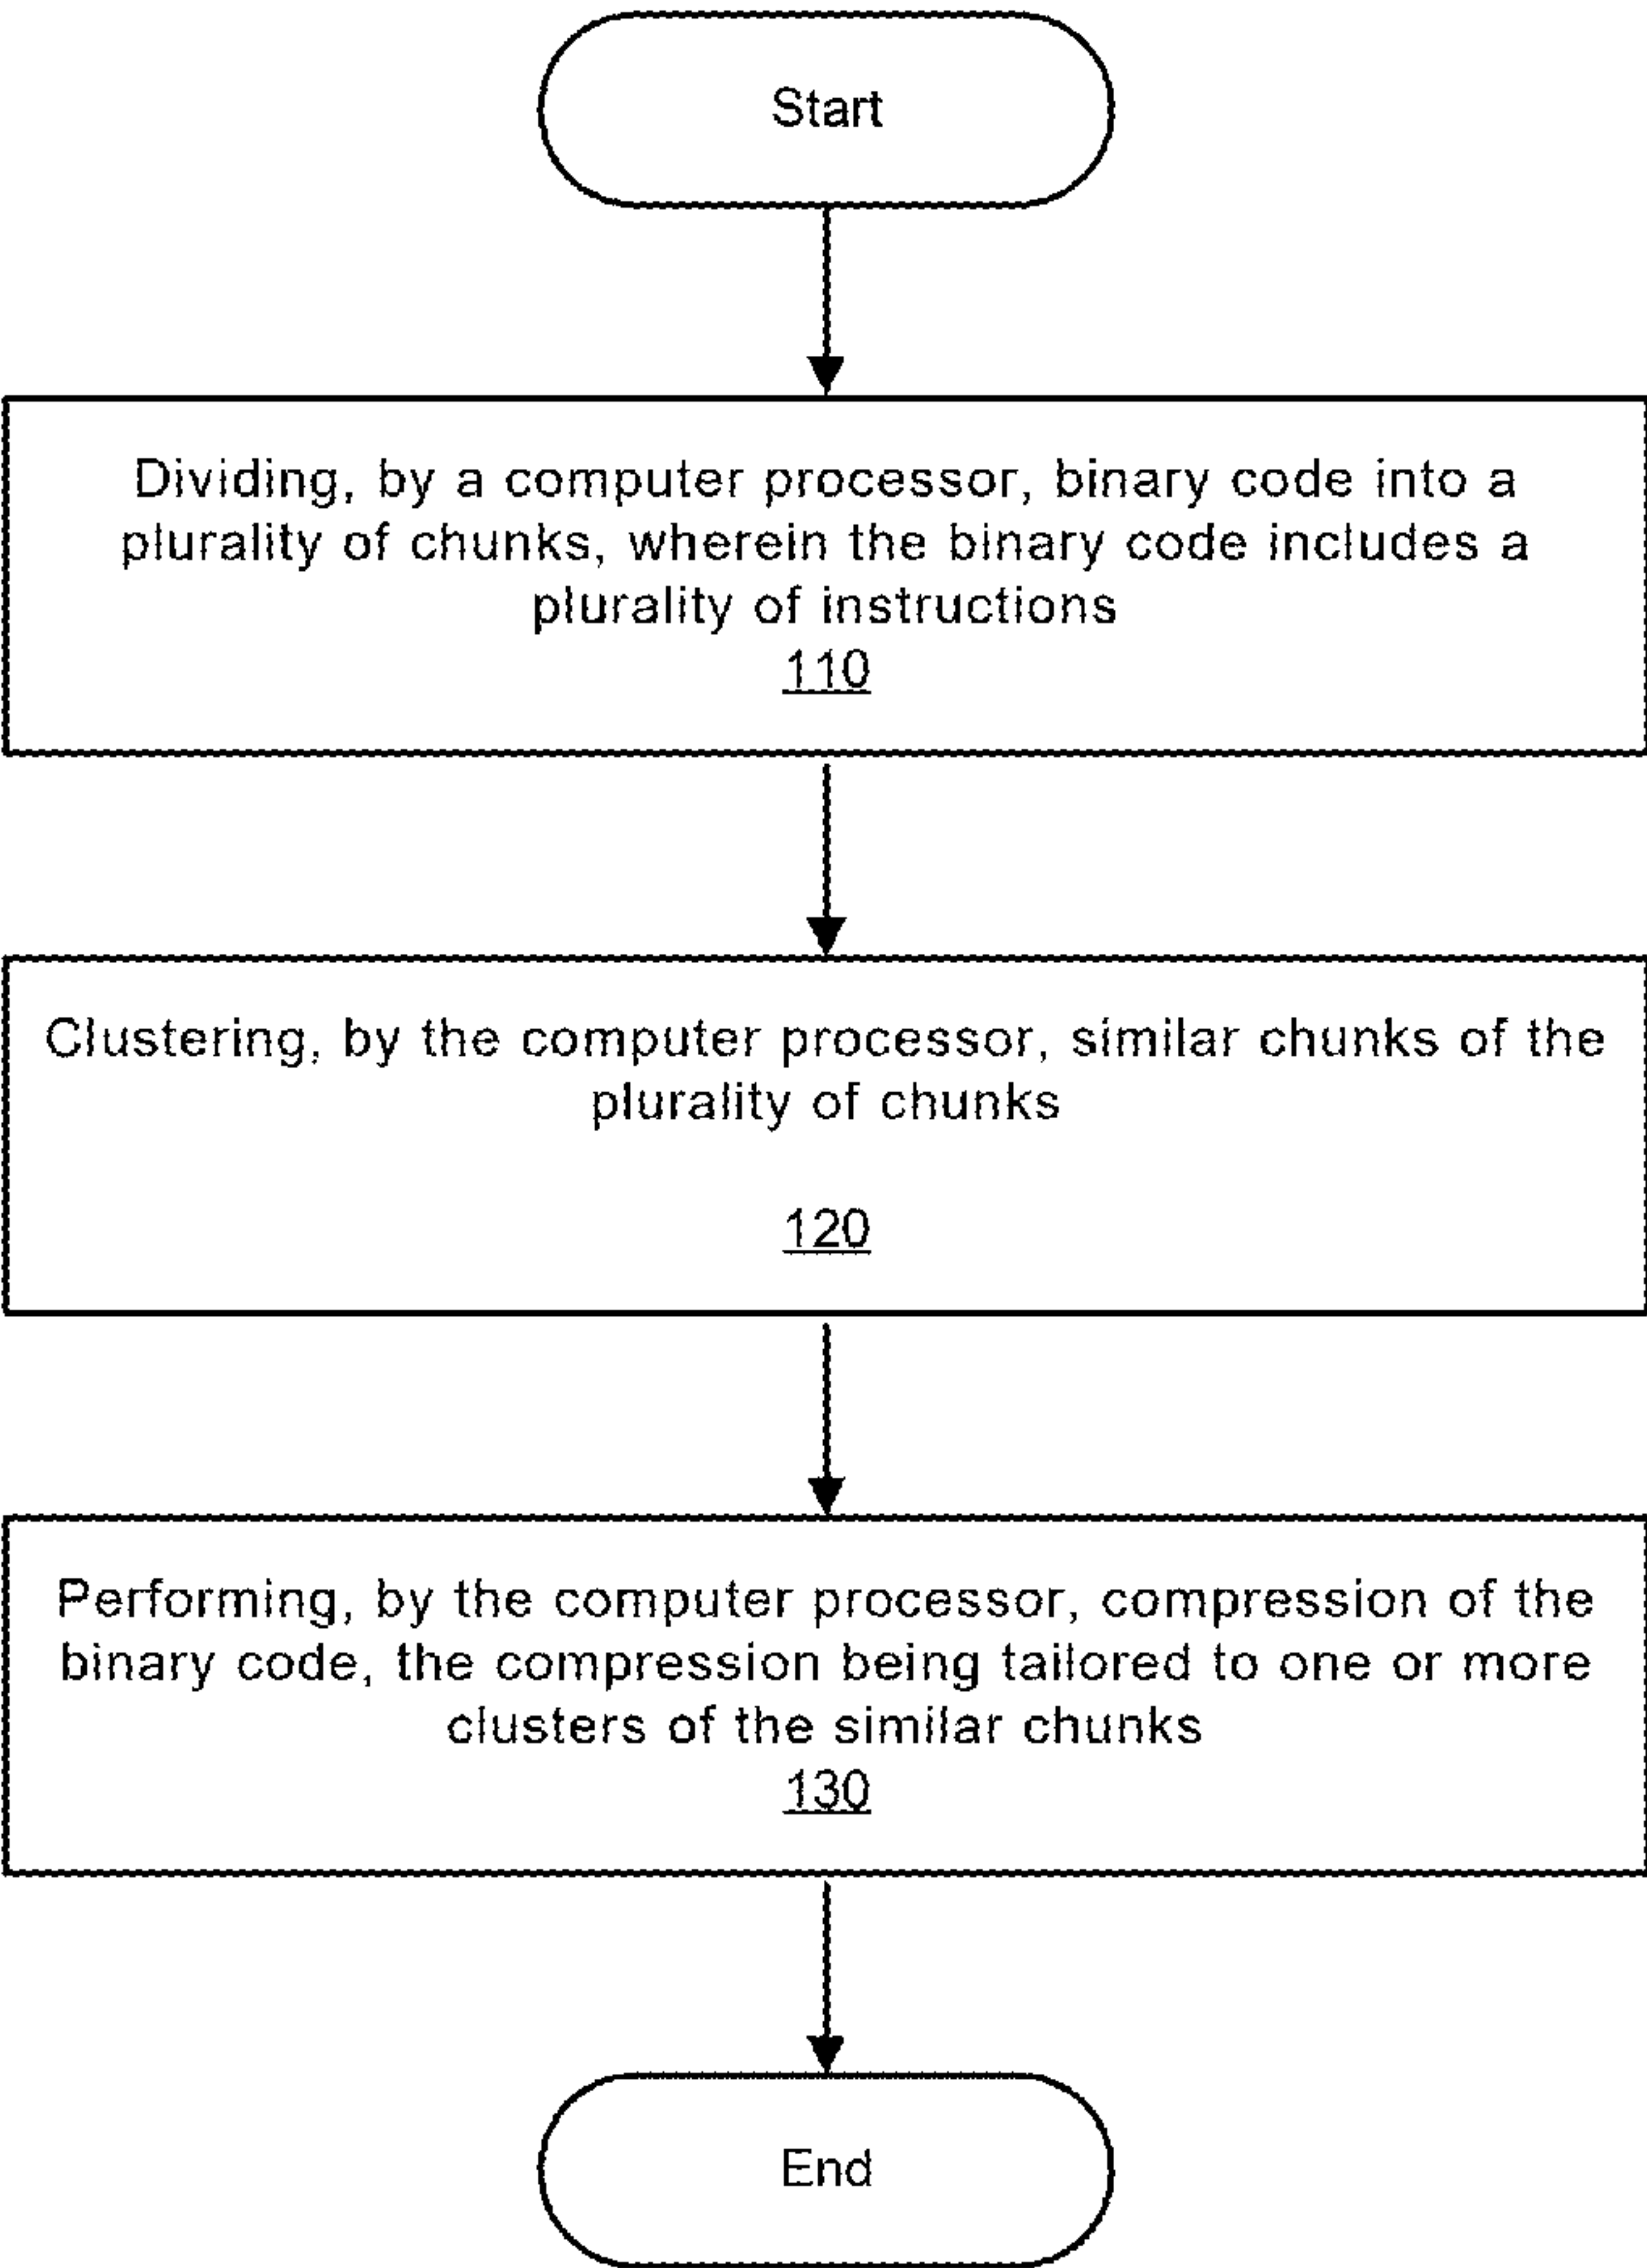 Start
Dividing, by a computer processor, binary code into a
plurality of chunks, wherein the binary code includes a
plurality of instructions
110
Clustering, by the computer processor, similar chunks of the
plurality of chunks
120
Performing, by the computer processor, compression of the
binary code, the compression being tailored to one or more
clusters of the similar chunks
130
End